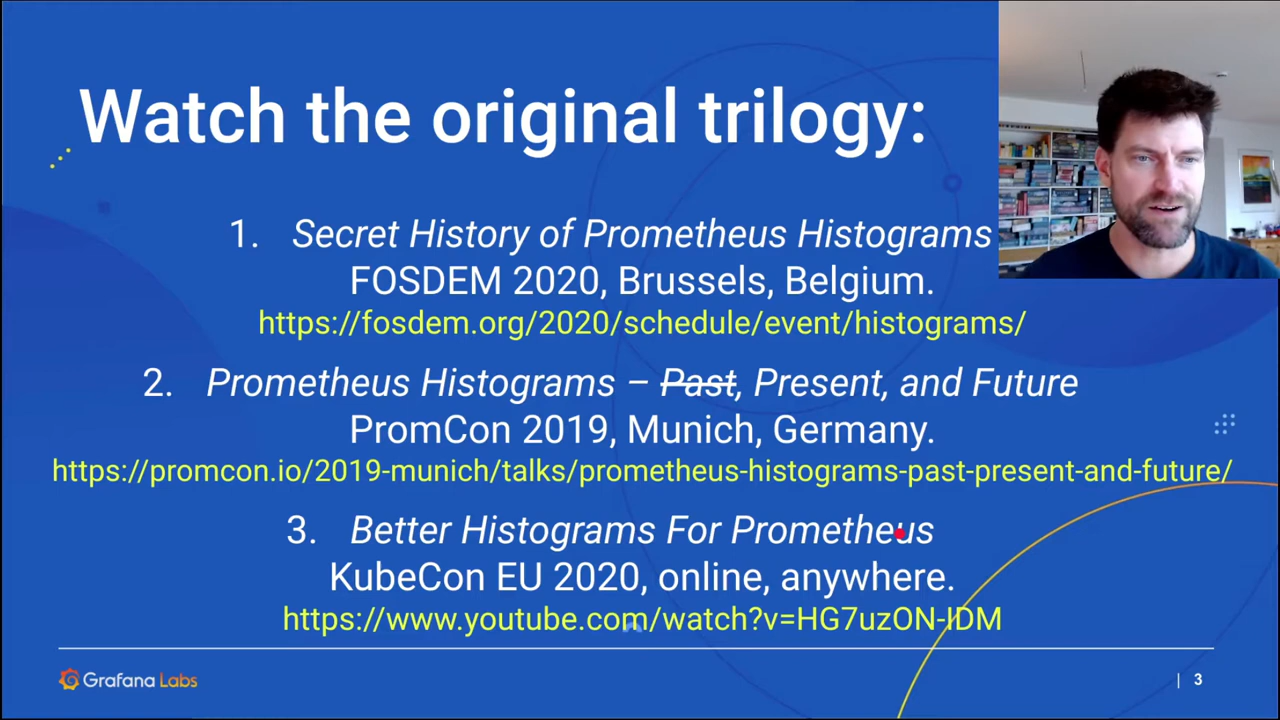 Watch the original trilogy:
1. Secret History of Prometheus Histograms
FOSDEM 2020, Brussels, Belgium.
https://fosdem.org/2020/schedule/event/histograms/
2. Prometheus Histograms – Past, Present, and Future
PromCon 2019, Munich, Germany.
https://promcon.io/2019-munich/talks/prometheus-histograms-past-present-and-future/
3. Better Histograms For Prometheus
KubeCon EU 2020, online, anywhere.
https://www.youtube.com/watch?v=HG7uzON-IDM
Grafana Labs
| 3